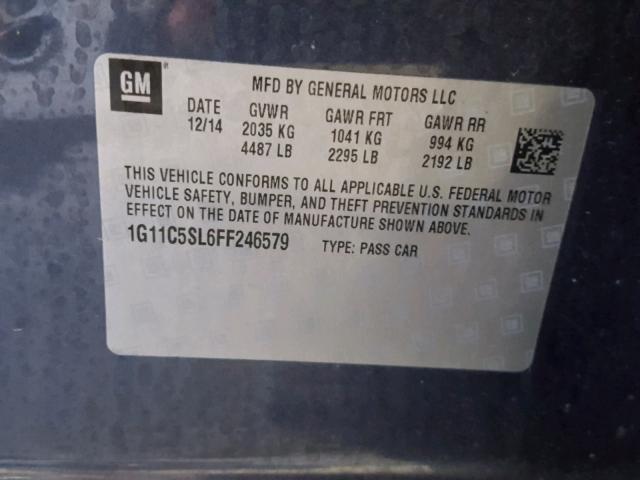 GM
MFD BY GENERAL MOTORS LLC
DATE GVWR GAWR FRT GAWR RR
12/14 2035 KG 1041 KG 994 KG
4487 LB 2295 LB 2192 LB
THIS VEHICLE CONFORMS TO ALL APPLICABLE U.S. FEDERAL MOTOR
VEHICLE SAFETY, BUMPER, AND THEFT PREVENTION STANDARDS IN
EFFECT ON THE DATE OF MANUFACTURE SHOWN ABOVE.
1G11C5SL6FF246579 TYPE: PASS CAR